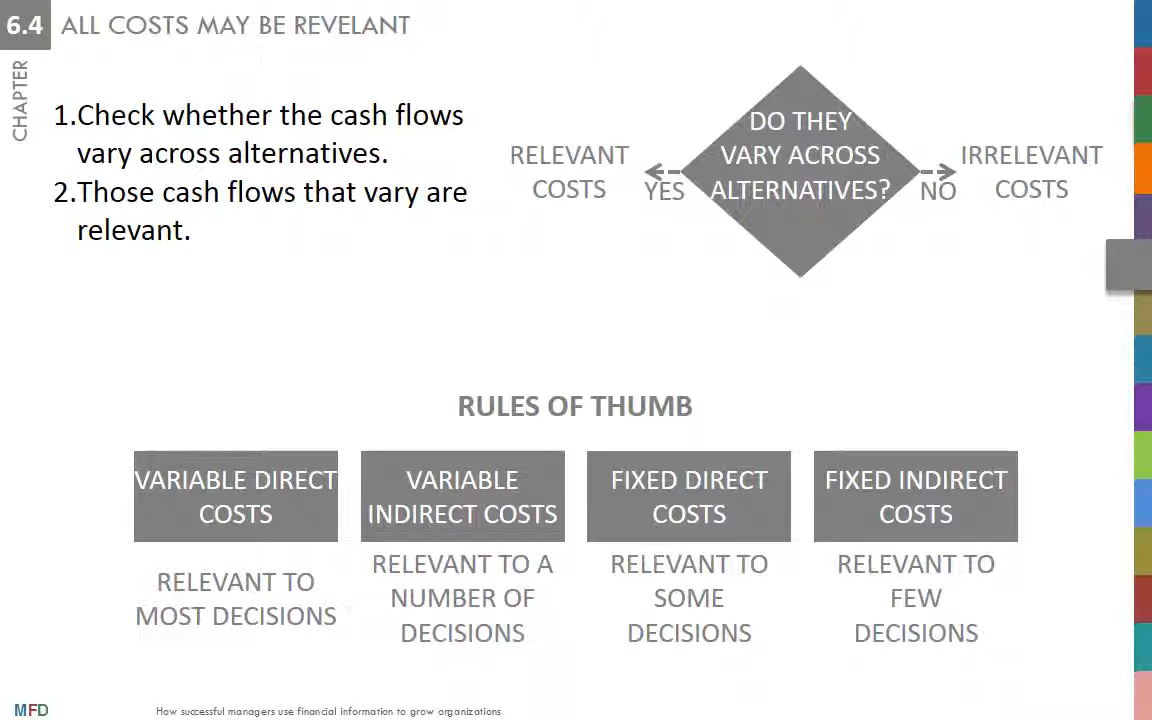 6.4 ALL COSTS MAY BE REVELANT
CHAPTER
1.Check whether the cash flows
vary across alternatives.
2.Those cash flows that vary are
relevant.
DO THEY
VARY ACROSS
ALTERNATIVES?
RELEVANT
COSTS
YES
NO
IRRELEVANT
COSTS
RULES OF THUMB
VARIABLE DIRECT
COSTS
RELEVANT TO
MOST DECISIONS
VARIABLE
INDIRECT COSTS
RELEVANT TO A
NUMBER OF
DECISIONS
FIXED DIRECT
COSTS
RELEVANT TO
SOME
DECISIONS
FIXED INDIRECT
COSTS
RELEVANT TO
FEW
DECISIONS
MFD
How successful managers use financial information to grow organizations